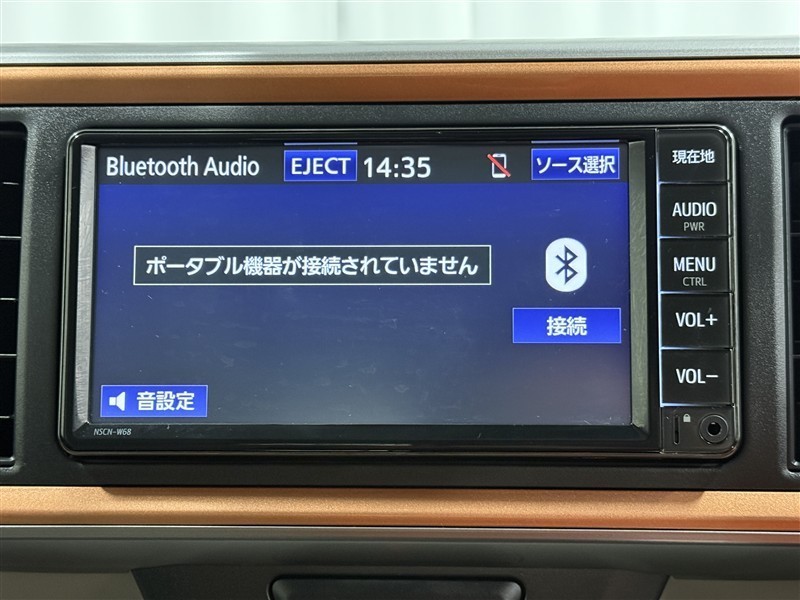 Bluetooth Audio EJECT 14:35 ソース選択
ポータブル機器が接続されていません
接続
音設定
NSCN-W68
現在地
AUDIO
PWR
MENU
CTRL
VOL+
VOL−